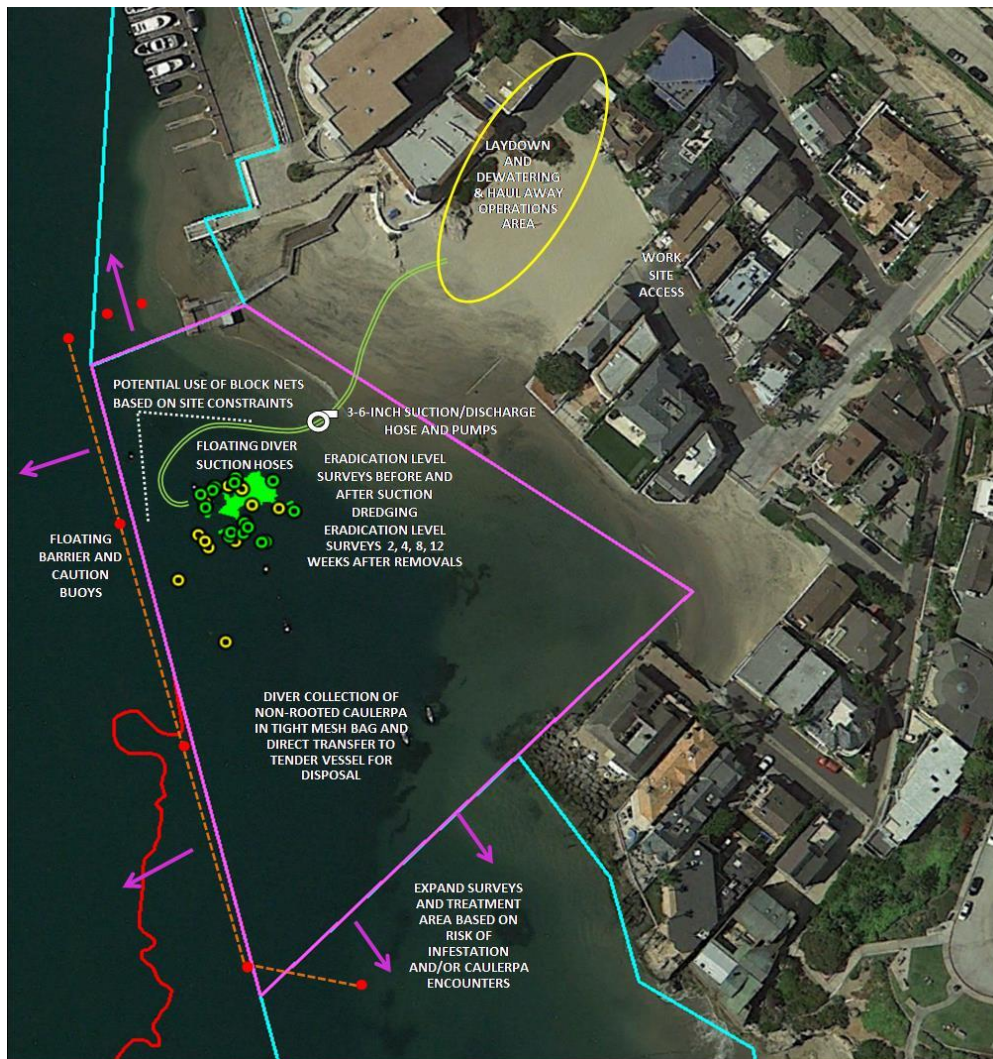 LAYDOWN
AND
DEWATERING
& HAUL AWAY
OPERATIONS
AREA
WORK
SITE
ACCESS
POTENTIAL USE OF BLOCK NETS
BASED ON SITE CONSTRAINTS
3-6-INCH SUCTION/DISCHARGE
HOSE AND PUMPS
FLOATING DIVER
SUCTION HOSES
ERADICATION LEVEL
SURVEYS BEFORE AND
AFTER SUCTION
DREDGING
ERADICATION LEVEL
SURVEYS 2, 4, 8, 12
WEEKS AFTER REMOVALS
FLOATING
BARRIER AND
CAUTION
BUOYS
DIVER COLLECTION OF
NON-ROOTED CAULERPA
IN TIGHT MESH BAG AND
DIRECT TRANSFER TO
TENDER VESSEL FOR
DISPOSAL
EXPAND SURVEYS
AND TREATMENT
AREA BASED ON
RISK OF
INFESTATION
AND/OR CAULERPA
ENCOUNTERS